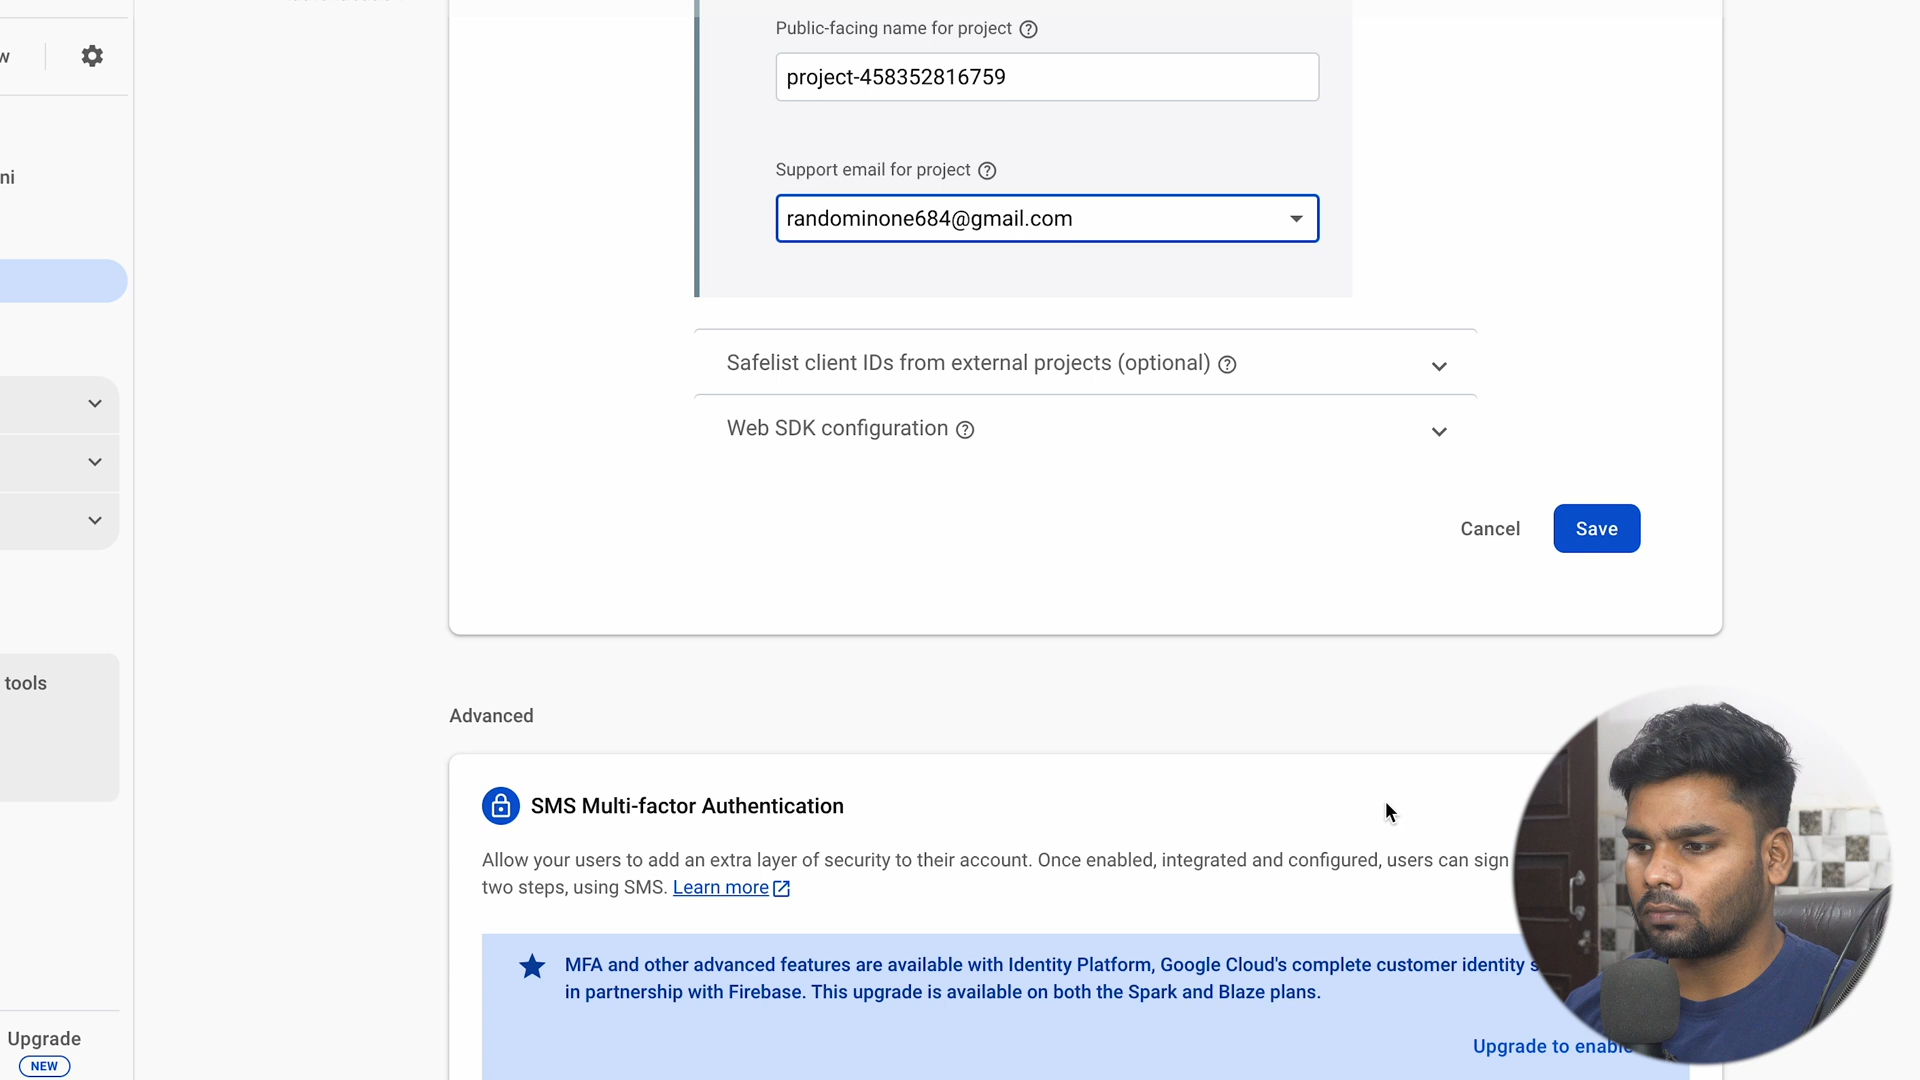 Public-facing name for project
w
project-458352816759
Support email for project
ni
randominone684@gmail.com
Safelist client IDs from external projects (optional)
Web SDK configuration
Cancel
Save
tools
Advanced
SMS Multi-factor Authentication
Allow your users to add an extra layer of security to their account. Once enabled, integrated and configured, users can sign
two steps, using SMS. Learn more
MFA and other advanced features are available with Identity Platform, Google Cloud's complete customer identity s
in partnership with Firebase. This upgrade is available on both the Spark and Blaze plans.
Upgrade
Upgrade to enable
NEW